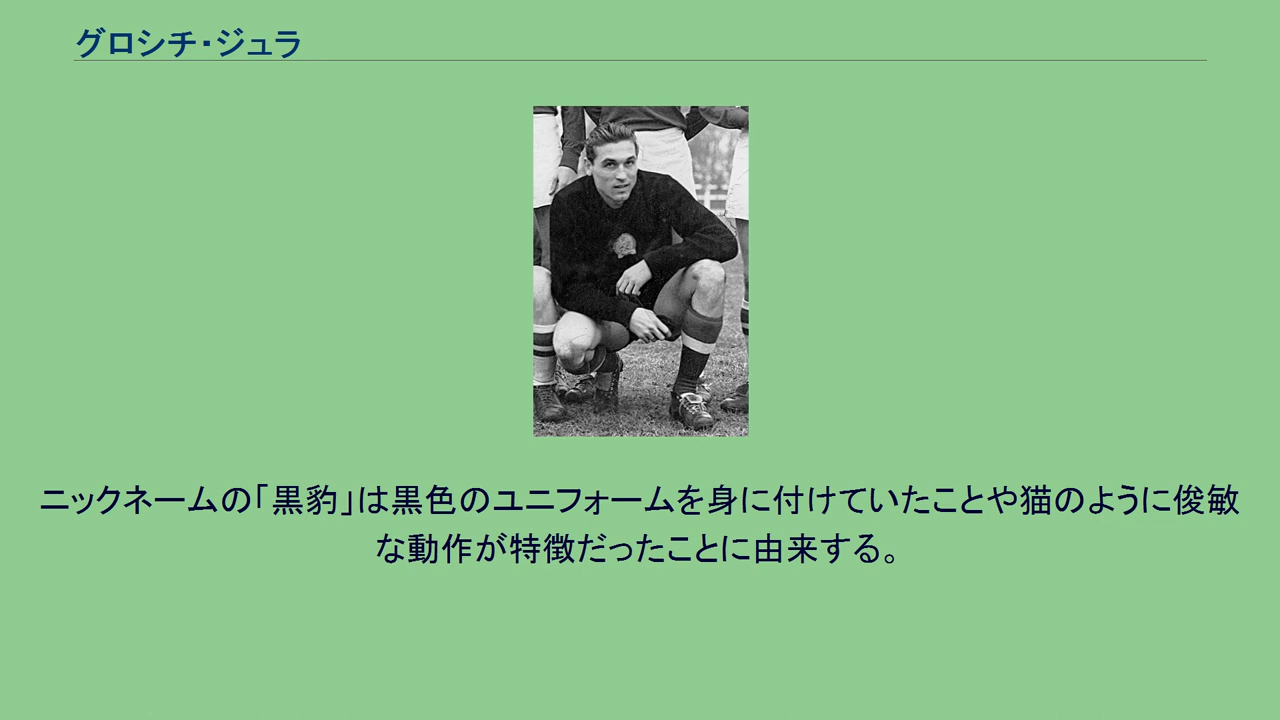 グロシチ・ジュラ
ニックネームの「黒豹」は黒色のユニフォームを身に付けていたことや猫のように俊敏
な動作が特徴だったことに由来する。